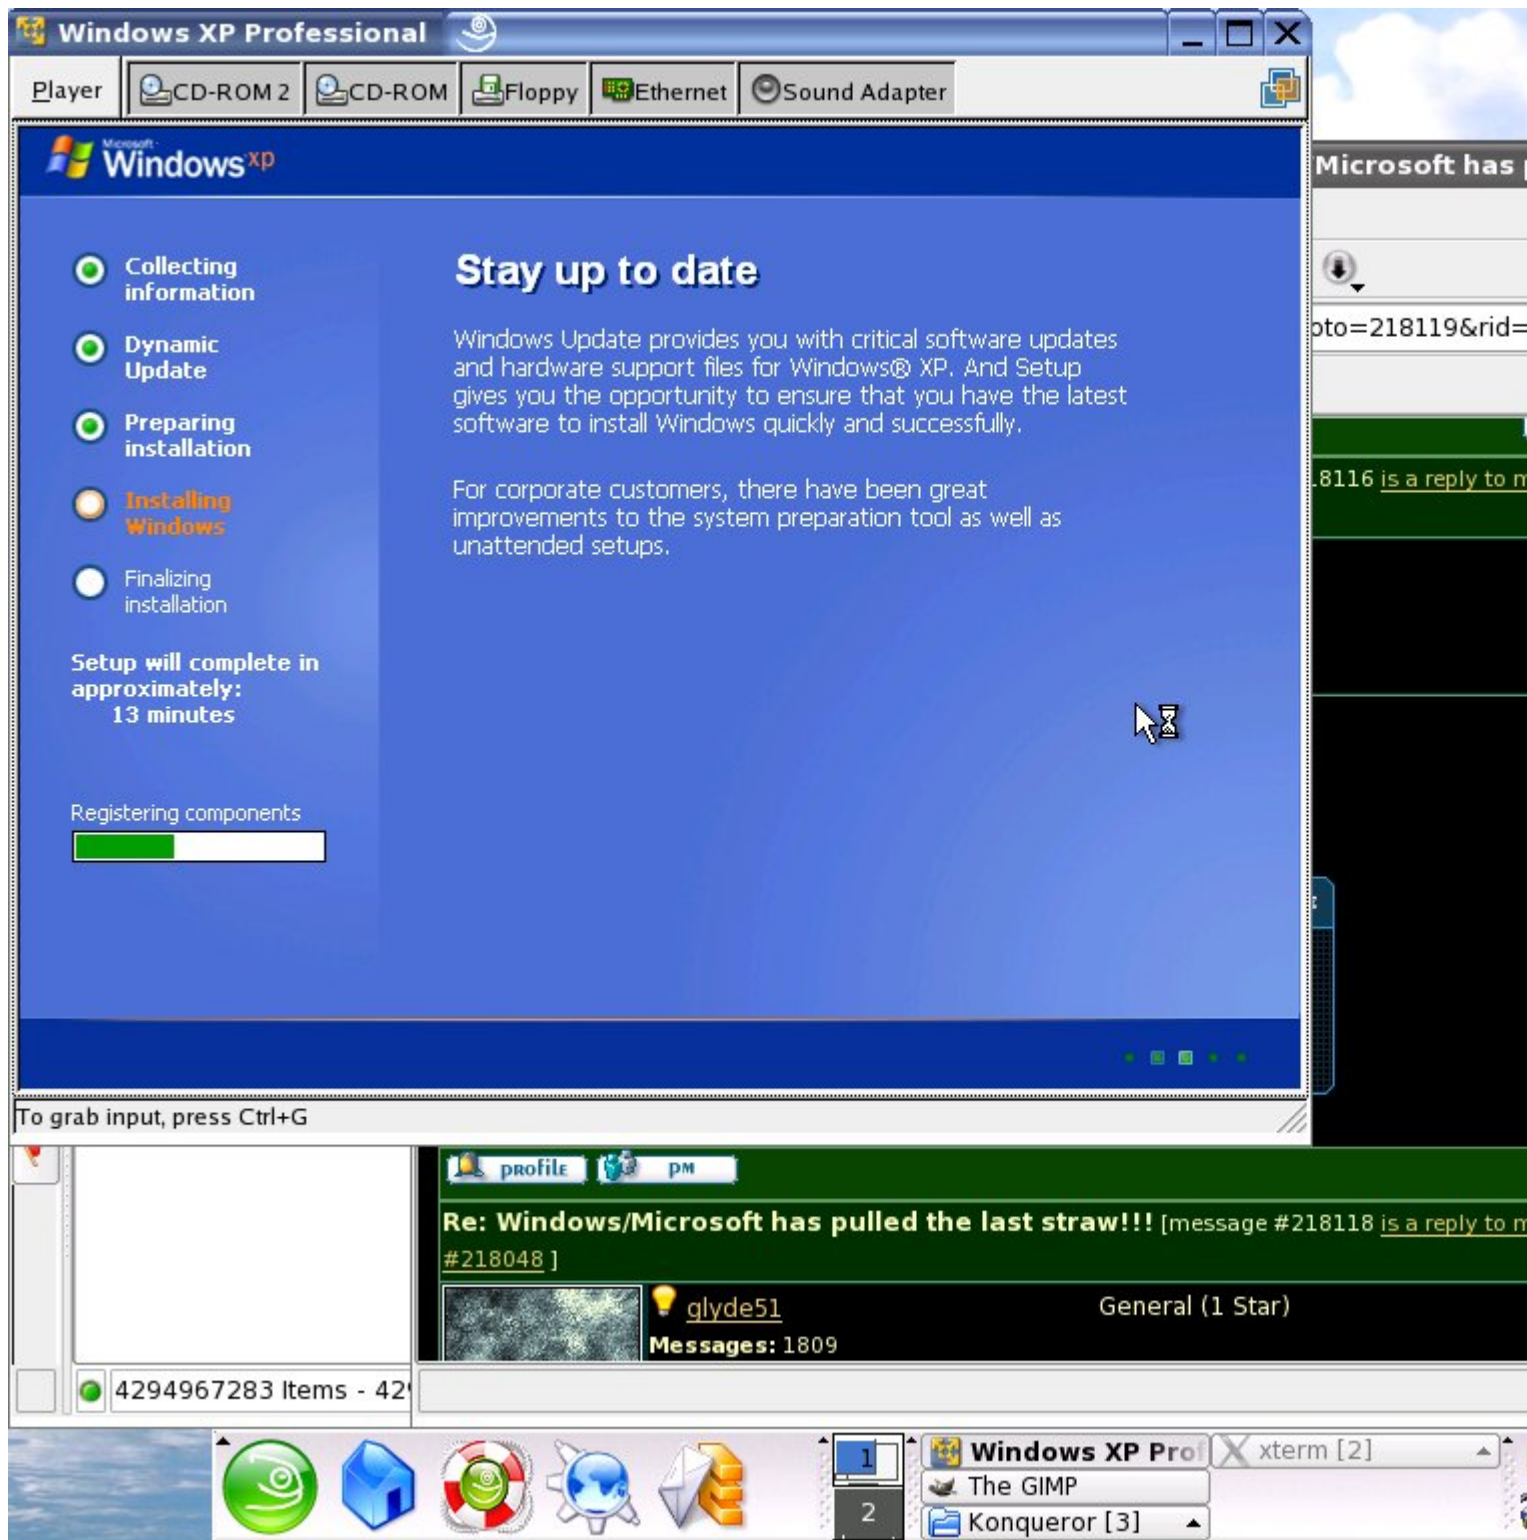 Windows XP Professional
Player CD-ROM 2 CD-ROM Floppy Ethernet Sound Adapter
Microsoft
Windows xp
Collecting
information
Dynamic
Update
Preparing
installation
Installing
Windows
Finalizing
installation
Setup will complete in
approximately:
13 minutes
Registering components
Stay up to date
Windows Update provides you with critical software updates
and hardware support files for Windows® XP. And Setup
gives you the opportunity to ensure that you have the latest
software to install Windows quickly and successfully.
For corporate customers, there have been great
improvements to the system preparation tool as well as
unattended setups.
To grab input, press Ctrl+G
Microsoft has
oto=218119&rid=
8116 is a reply to
profile pm
Re: Windows/Microsoft has pulled the last straw!!! [message #218118 is a reply to
#218048 ]
glyde51 General (1 Star)
Messages: 1809
4294967283 Items - 42
1
2
Windows XP Prof
xterm [2]
The GIMP
Konqueror [3]